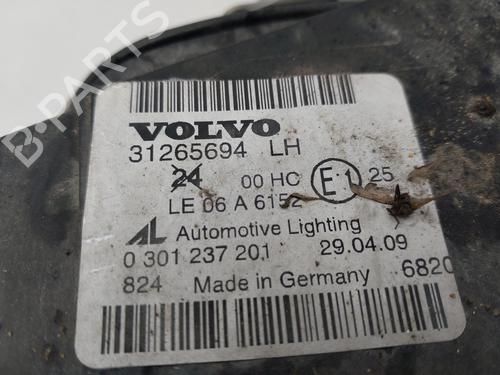 VOLVO
31265694 LH
24 00 HC E1 25
LE 06 A 6152
AL Automotive Lighting
0 301 237 201 29.04.09
824 Made in Germany 6820
B-PARTS